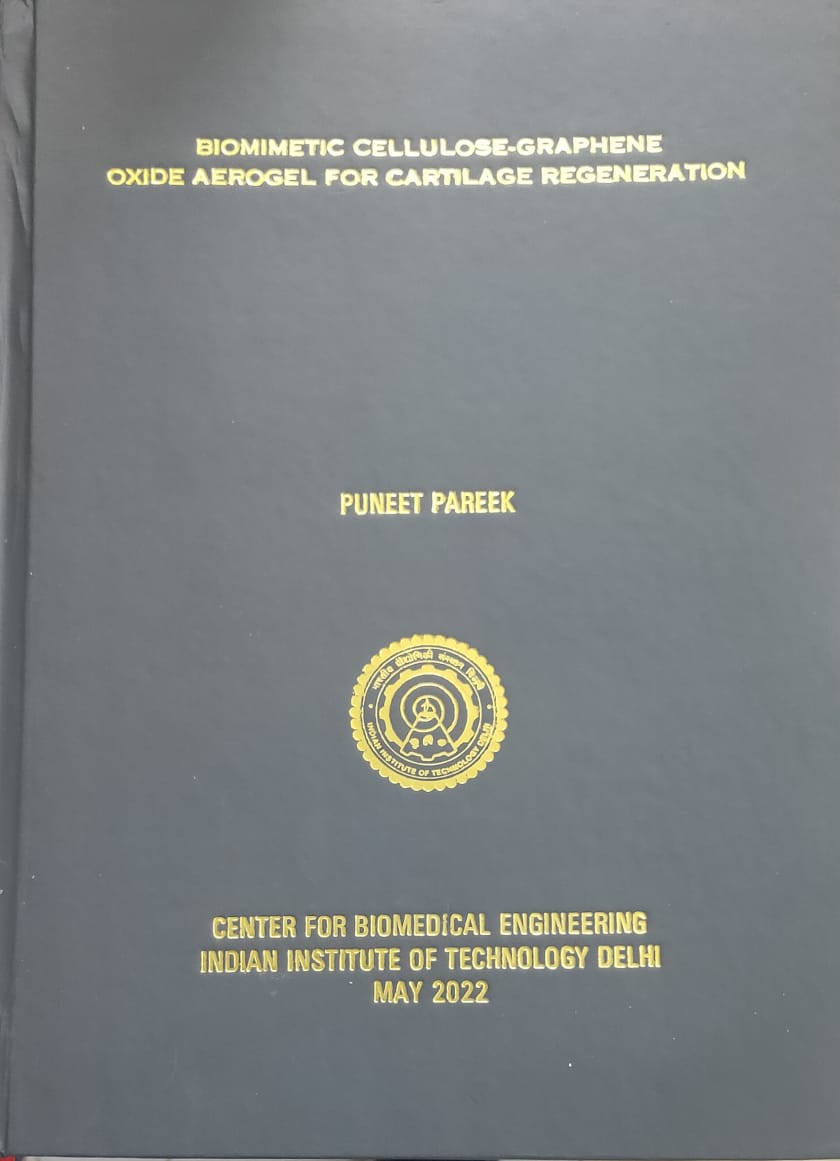 BIOMIMETIC CELLULOSE-GRAPHENE
OXIDE AEROGEL FOR CARTILAGE REGENERATION
PUNEET PAREEK
भारतीय प्रौद्योगिकी संस्थान दिल्ली
INDIAN INSTITUTE OF TECHNOLOGY DELHI
CENTER FOR BIOMEDICAL ENGINEERING
INDIAN INSTITUTE OF TECHNOLOGY DELHI
MAY 2022